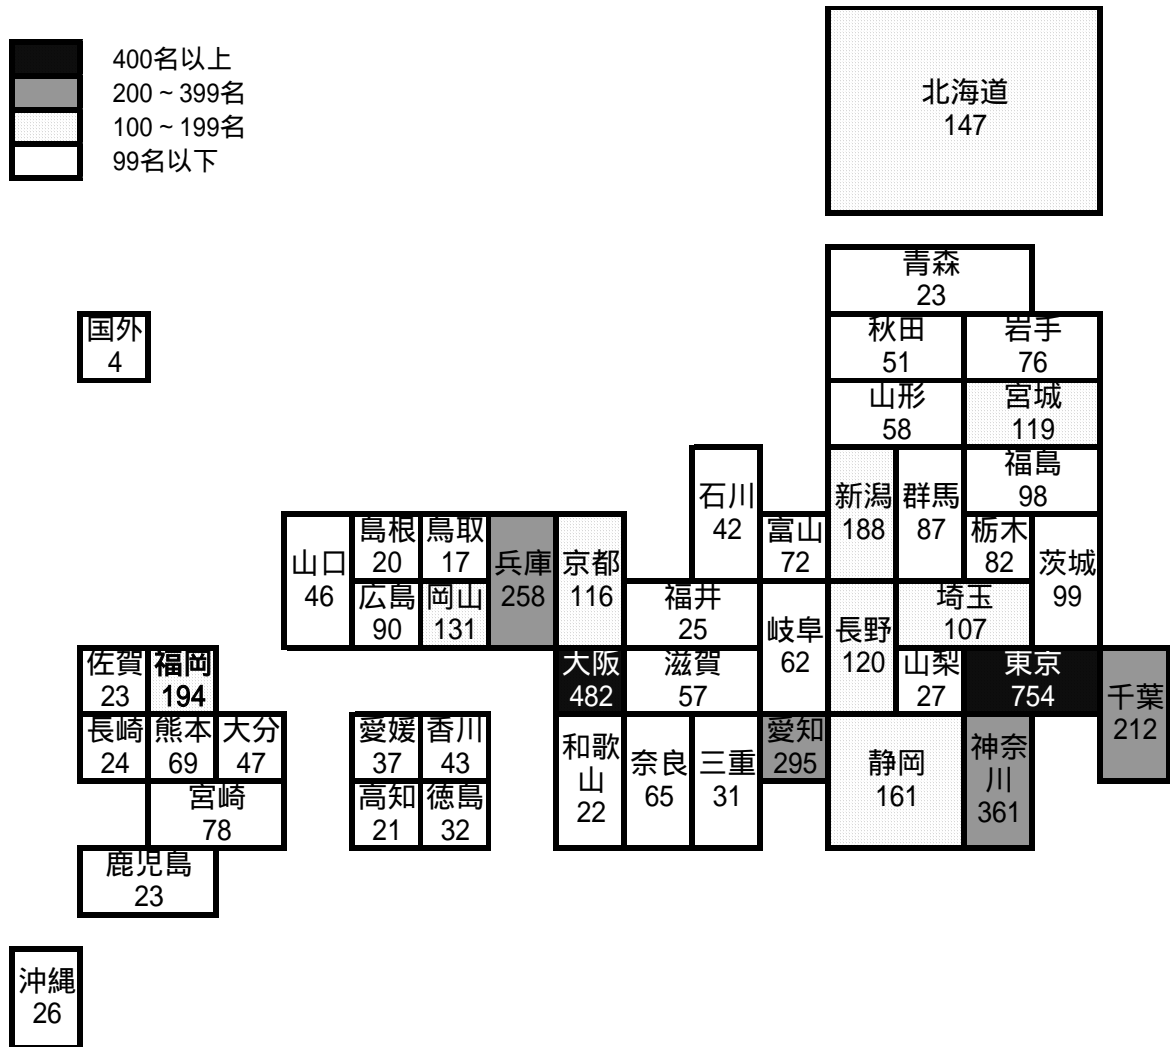 400名以上
200～399名
100～199名
99名以下
北海道
147
青森
23
国外
4
秋田
51
岩手
76
山形
58
宮城
119
石川
42
新潟
188
群馬
87
福島
98
山口
46
島根
20
鳥取
17
兵庫
258
京都
116
富山
72
栃木
82
茨城
99
広島
90
岡山
131
福井
25
岐阜
62
長野
120
埼玉
107
佐賀
23
福岡
194
大阪
482
滋賀
57
山梨
27
東京
754
千葉
212
長崎
24
熊本
69
大分
47
愛媛
37
香川
43
和歌
山
22
奈良
65
三重
31
愛知
295
静岡
161
神奈
川
361
宮崎
78
高知
21
徳島
32
鹿児島
23
沖縄
26